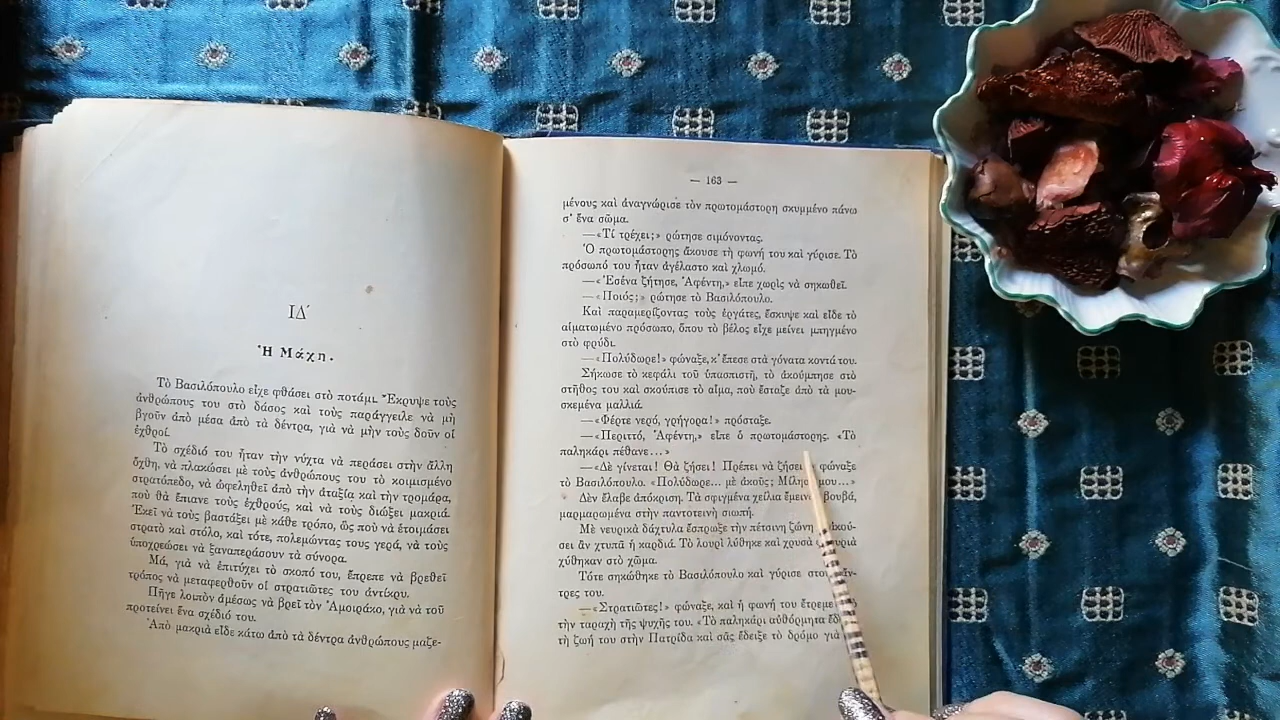 ΙΔ΄
Ἡ Μάχη.
Τὸ Βασιλόπουλο εἶχε φθάσει στὸ ποτάμι. Ἔκρυψε τοὺς
ἀνθρώπους του στὸ δάσος καὶ τοὺς παράγγειλε νὰ μὴ
βγοῦν ἀπὸ μέσα ἀπὸ τὰ δέντρα, γιὰ νὰ μὴν τοὺς δοῦν οἱ
ἐχθροί.
Τὸ σχέδιό του ἦταν τὴν νύχτα νὰ περάσει στὴν ἄλλη
ὄχθη, νὰ πλακώσει μὲ τοὺς ἀνθρώπους του τὸ κοιμισμένο
στρατόπεδο, νὰ ὠφεληθεῖ ἀπὸ τὴν ἀταξία καὶ τὴν τρομάρα,
ποὺ θὰ ἔπιανε τοὺς ἐχθρούς, καὶ νὰ τοὺς διώξει μακριά.
Ἐκεῖ νὰ τοὺς βαστάξει μὲ κάθε τρόπο, ὥς ποὺ νὰ ἑτοιμάσει
στρατὸ καὶ στόλο, καὶ τότε, πολεμώντας τους γερά, νὰ τοὺς
ὑποχρεώσει νὰ ξαναπεράσουν τὰ σύνορα.
Μά, γιὰ νὰ ἐπιτύχει τὸ σκοπό του, ἔπρεπε νὰ βρεθεῖ
τρόπος νὰ μεταφερθοῦν οἱ στρατιῶτες του ἀντίκρυ.
Πῆγε λοιπὸν ἀμέσως νὰ βρεῖ τὸν Ἀμοιράκο, γιὰ νὰ τοῦ
προτείνει ἕνα σχέδιό του.
Ἀπὸ μακριὰ εἶδε κάτω ἀπὸ τὰ δέντρα ἀνθρώπους μαζε-
— 163 —
μένους καὶ ἀναγνώρισε τὸν πρωτομάστορη σκυμμένο πάνω
σ' ἕνα σῶμα.
—«Τί τρέχει;» ρώτησε σιμόνοντας.
Ὁ πρωτομάστορης ἄκουσε τὴ φωνή του καὶ γύρισε. Τὸ
πρόσωπό του ἦταν ἀγέλαστο καὶ χλωμό.
—«Ἐσένα ζήτησε, Ἀφέντη,» εἶπε χωρὶς νὰ σηκωθεῖ.
—«Ποιός;» ρώτησε τὸ Βασιλόπουλο.
Καὶ παραμερίζοντας τοὺς ἐργάτες, ἔσκυψε καὶ εἶδε τὸ
αἱματωμένο πρόσωπο, ὅπου τὸ βέλος εἶχε μείνει μπηγμένο
στὸ φρύδι.
—«Πολύδωρε!» φώναξε, κ' ἔπεσε στὰ γόνατα κοντά του.
Σήκωσε τὸ κεφάλι τοῦ ὑπασπιστῆ, τὸ ἀκούμπησε στὸ
στῆθος του καὶ σκούπισε τὸ αἷμα, ποὺ ἔσταζε ἀπὸ τὰ μου-
σκεμένα μαλλιά.
—«Φέρτε νερό, γρήγορα!» πρόσταξε.
—«Περιττό, Ἀφέντη,» εἶπε ὁ πρωτομάστορης. «Τὸ
παληκάρι πέθανε...»
—«Δὲ γίνεται! Θὰ ζήσει! Πρέπει νὰ ζήσει φώναξε
τὸ Βασιλόπουλο. «Πολύδωρε... μὲ ἀκοῦς; μου...»
Δὲν ἔλαβε ἀπόκριση. Τὰ σφιγμένα χείλια βουβά,
μαρμαρωμένα στὴν παντοτεινὴ σιωπή.
Μὲ νευρικὰ δάχτυλα ἔσπρωξε τὴν πέτσινη ζώνη
σει ἂν χτυπᾶ ἡ καρδιά. Τὸ λουρὶ λύθηκε καὶ χρυσὰ
χύθηκαν στὸ χῶμα.
Τότε σηκώθηκε τὸ Βασιλόπουλο καὶ γύρισε
τρες του.
—«Στρατιῶτες!» φώναξε, καὶ ἡ φωνή του
τὴν ταραχὴ τῆς ψυχῆς του. «Τὸ παληκάρι αὐθόρμητα
τὴ ζωή του στὴν Πατρίδα καὶ σᾶς ἔδειξε τὸ δρόμο γιὰ